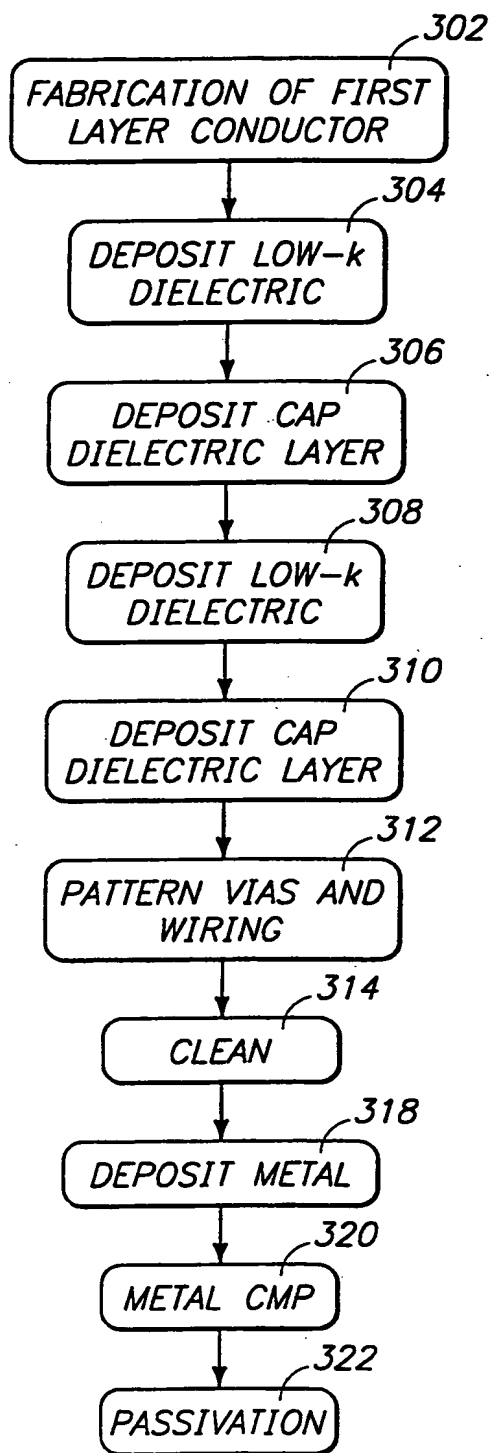 302
FABRICATION OF FIRST
LAYER CONDUCTOR
304
DEPOSIT LOW-k
DIELECTRIC
306
DEPOSIT CAP
DIELECTRIC LAYER
308
DEPOSIT LOW-k
DIELECTRIC
310
DEPOSIT CAP
DIELECTRIC LAYER
312
PATTERN VIAS AND
WIRING
314
CLEAN
318
DEPOSIT METAL
320
METAL CMP
322
PASSIVATION